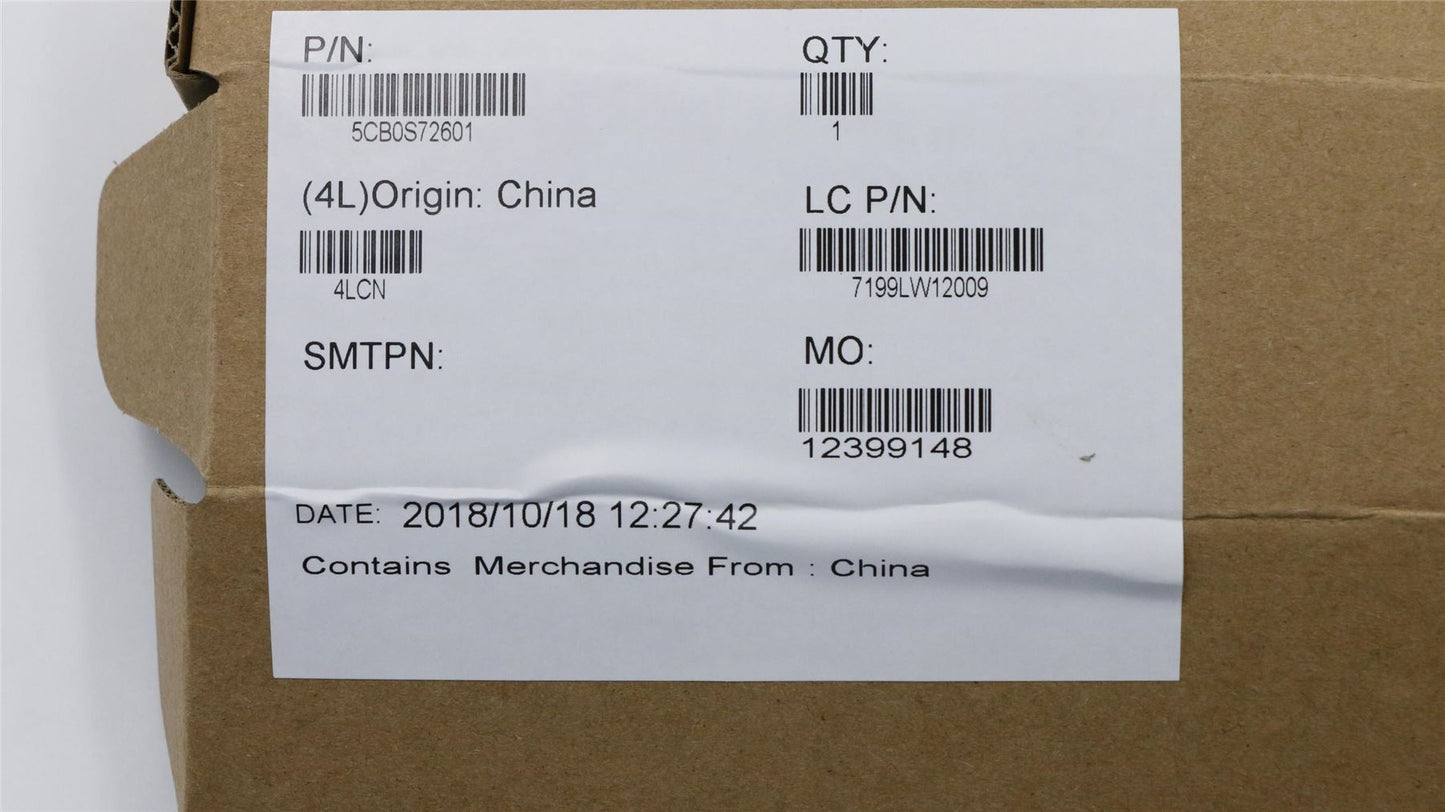 P/N:
QTY:
5CB0S72601
1
(4L)Origin: China
LC P/N:
4LCN
7199LW12009
SMTPN:
MO:
12399148
DATE: 2018/10/18 12:27:42
Contains Merchandise From : China